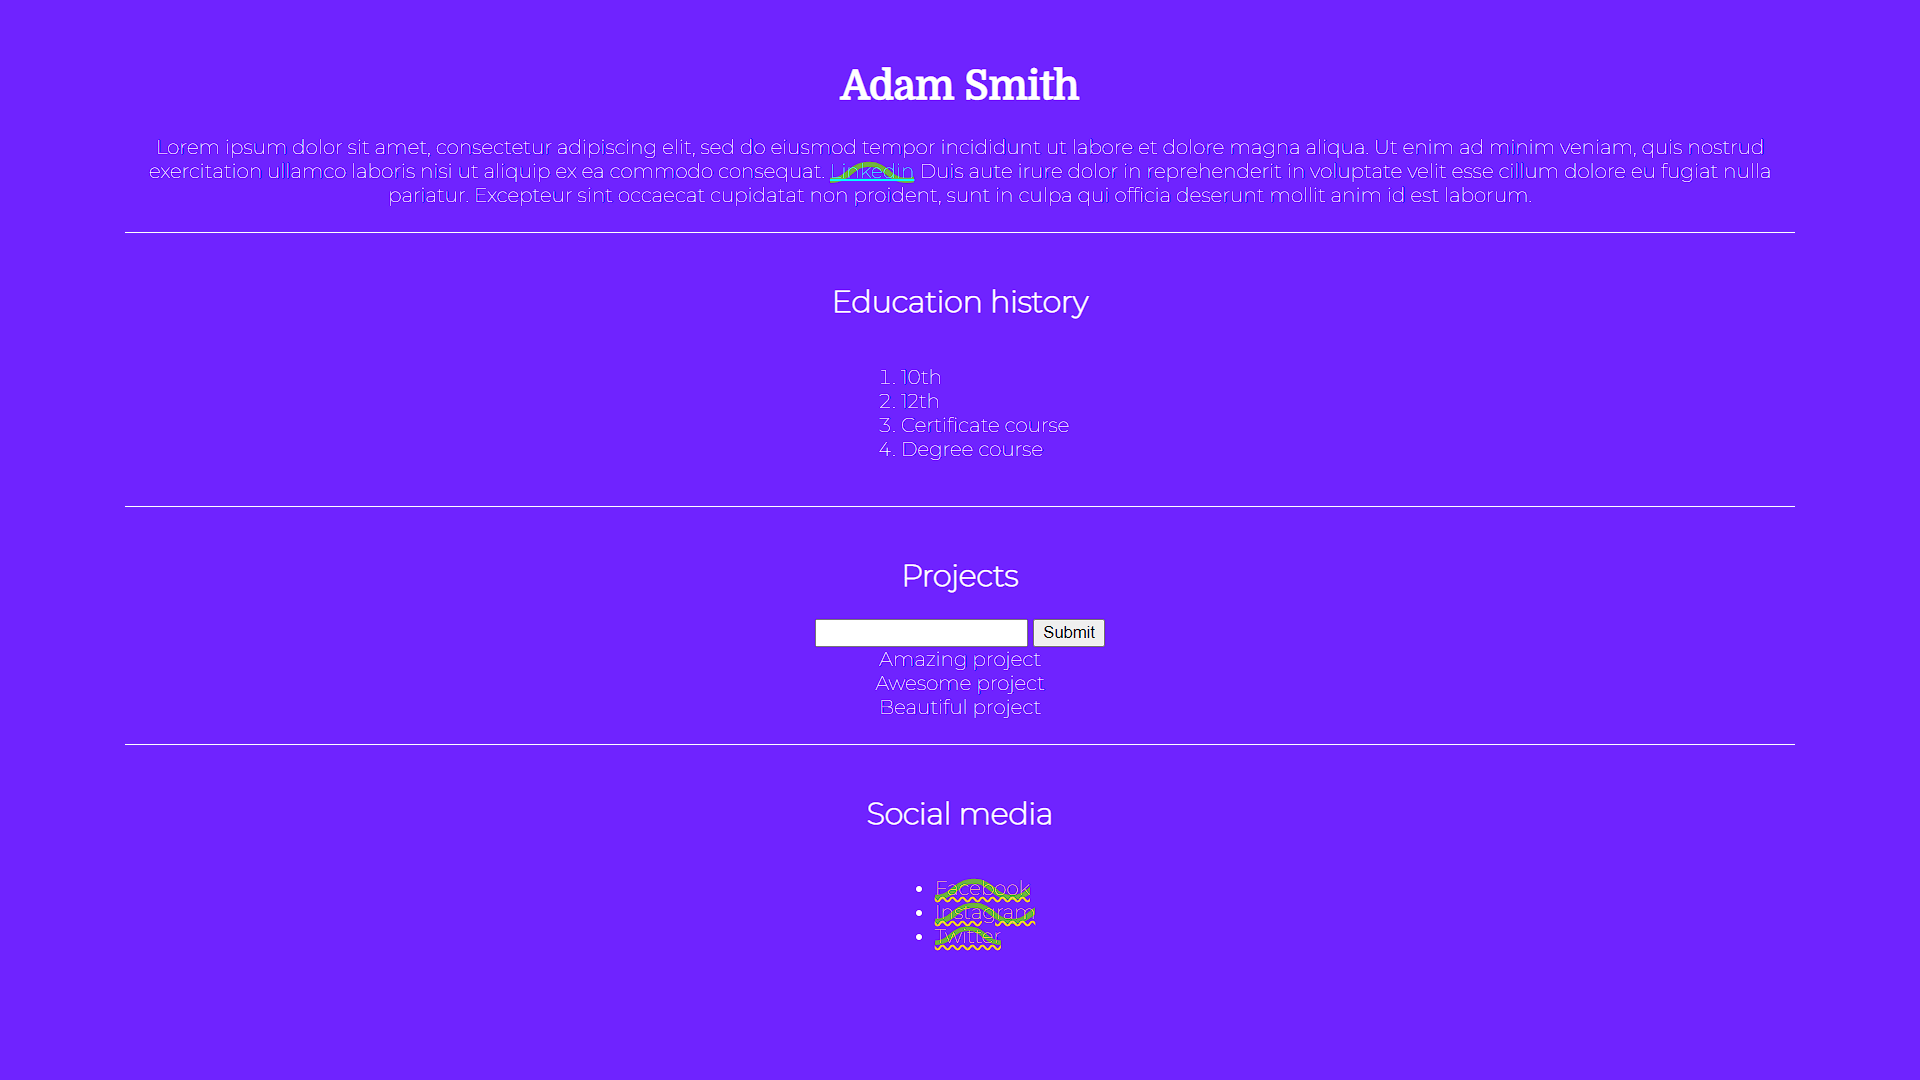 Adam Smith
Lorem ipsum dolor sit amet, consectetur adipiscing elit, sed do eiusmod tempor incididunt ut labore et dolore magna aliqua. Ut enim ad minim veniam, quis nostrud
exercitation ullamco laboris nisi ut aliquip ex ea commodo consequat. Linkedin Duis aute irure dolor in reprehenderit in voluptate velit esse cillum dolore eu fugiat nulla
pariatur. Excepteur sint occaecat cupidatat non proident, sunt in culpa qui officia deserunt mollit anim id est laborum.
Education history
1. 10th
2. 12th
3. Certificate course
4. Degree course
Projects
Submit
Amazing project
Awesome project
Beautiful project
Social media
• Facebook
• Instagram
• Twitter